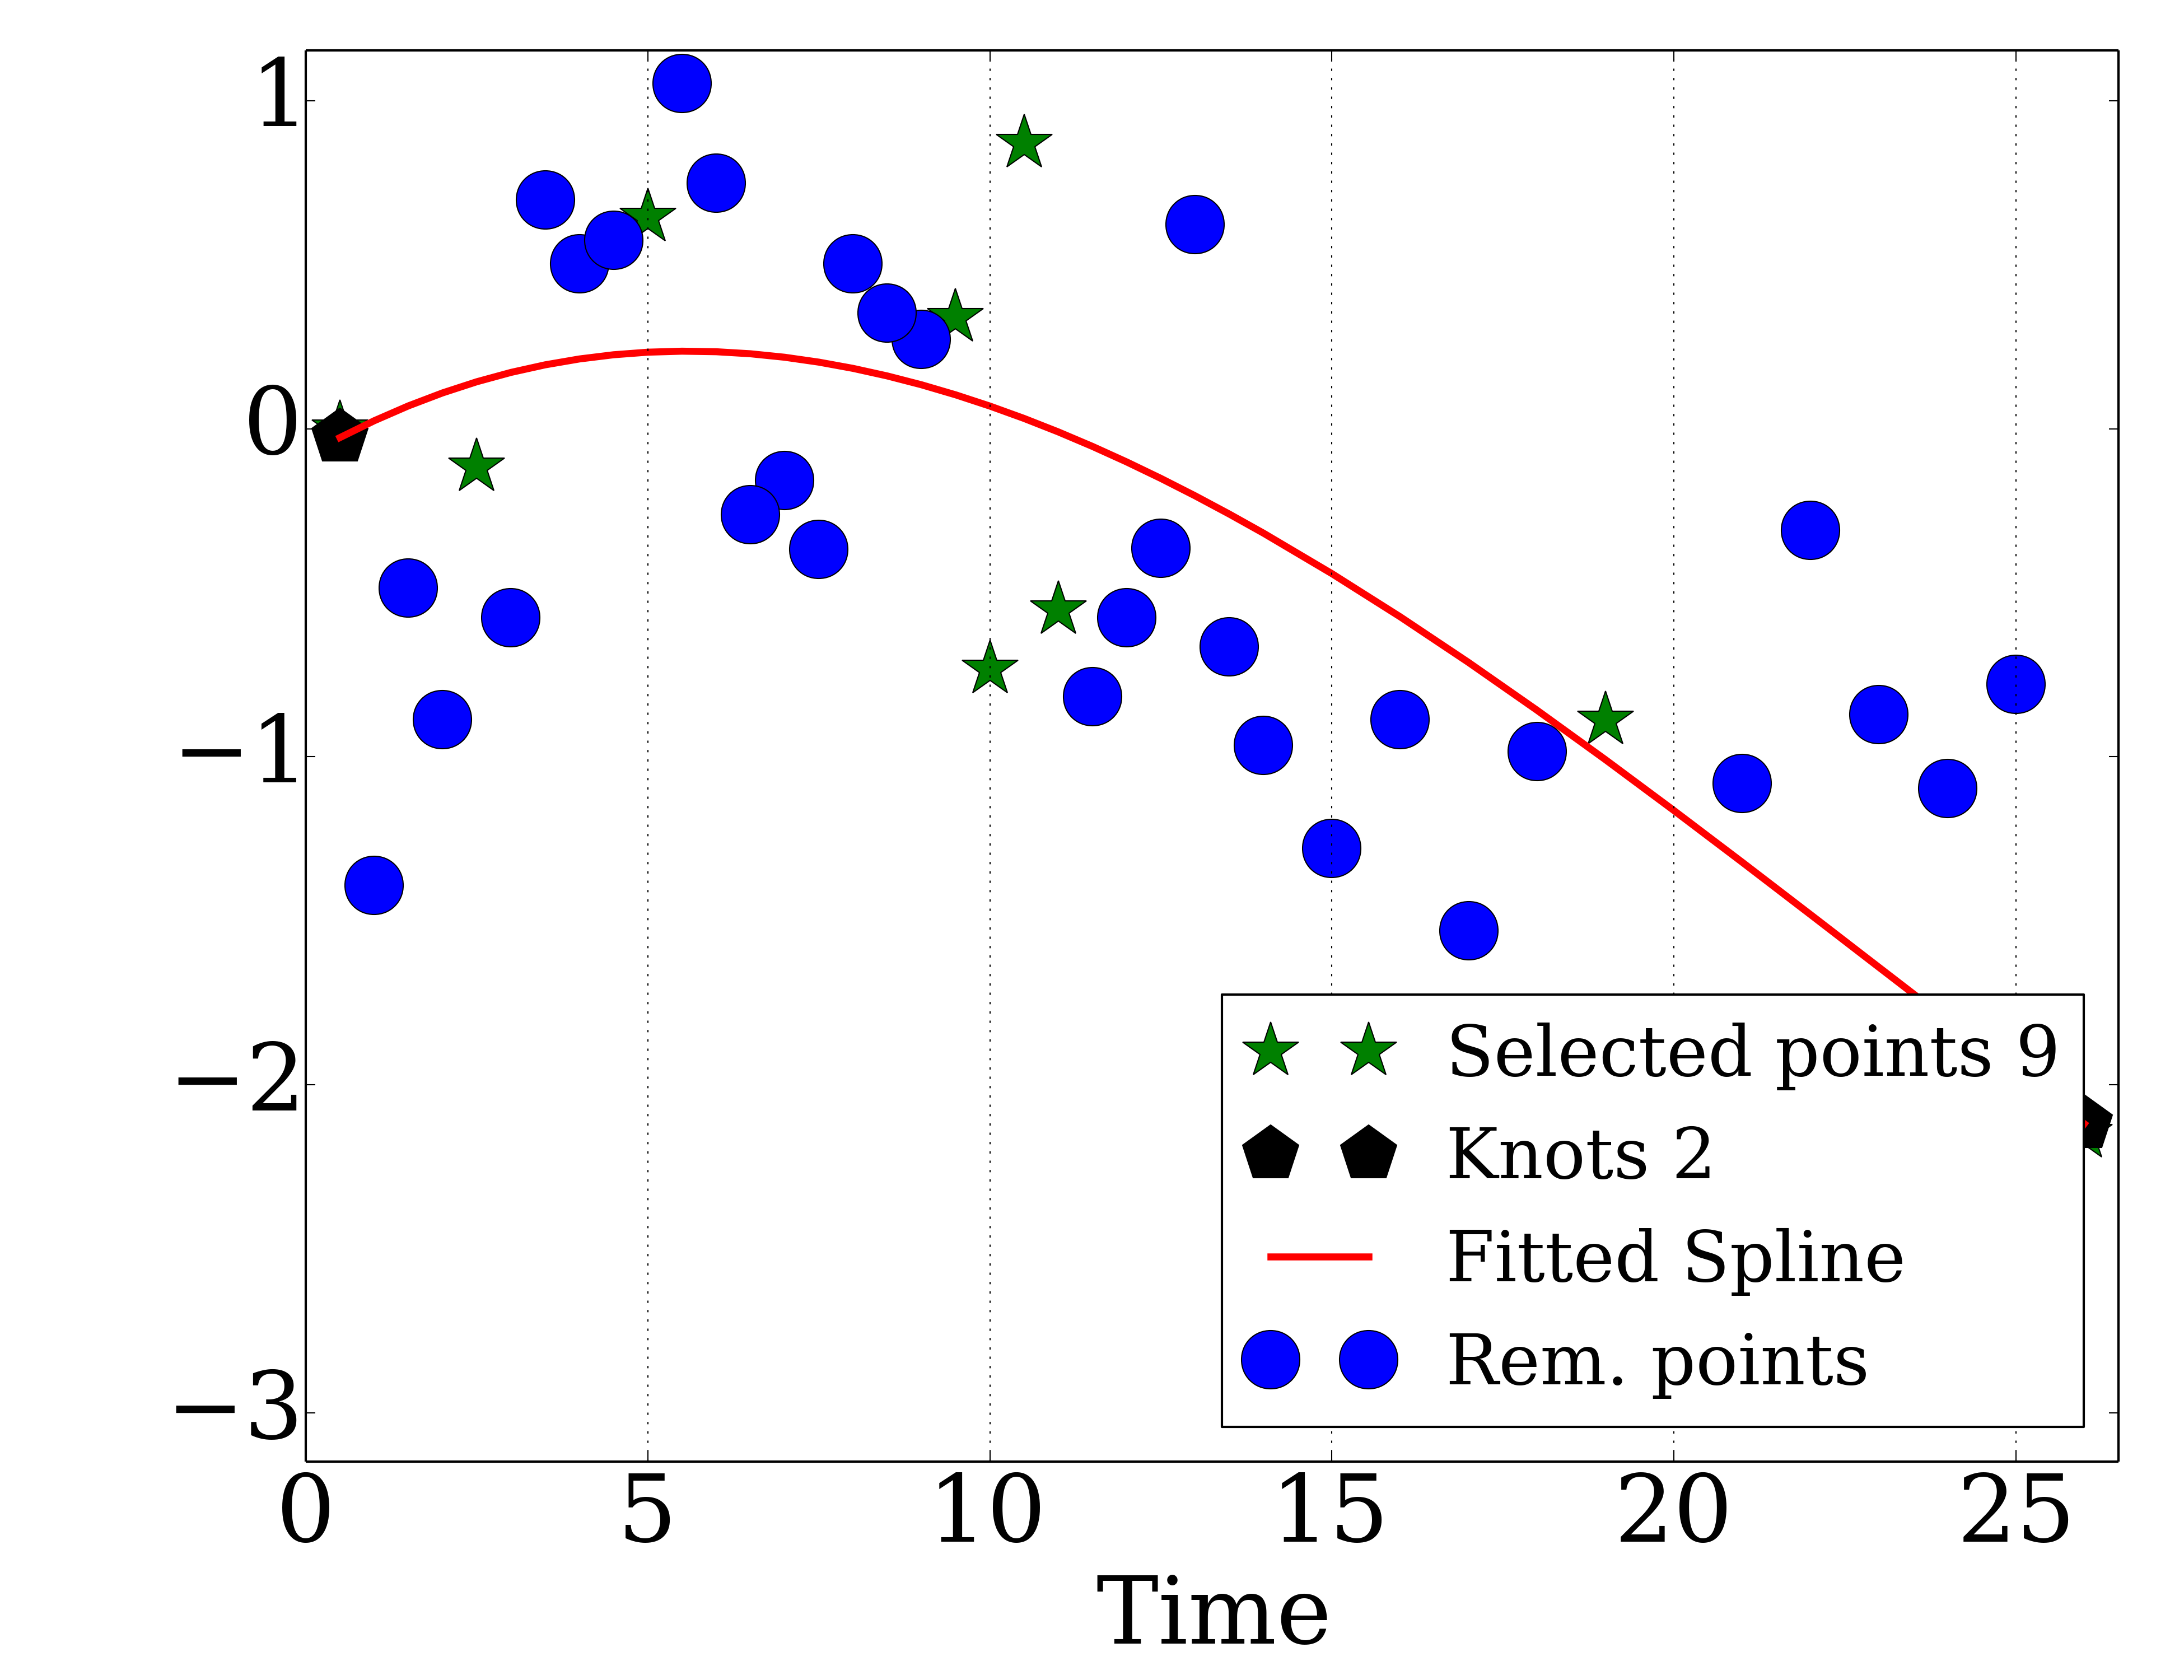 1
0
−1
−2
−3
Selected points 9
Knots 2
Fitted Spline
Rem. points
0 5 10 15 20 25
Time